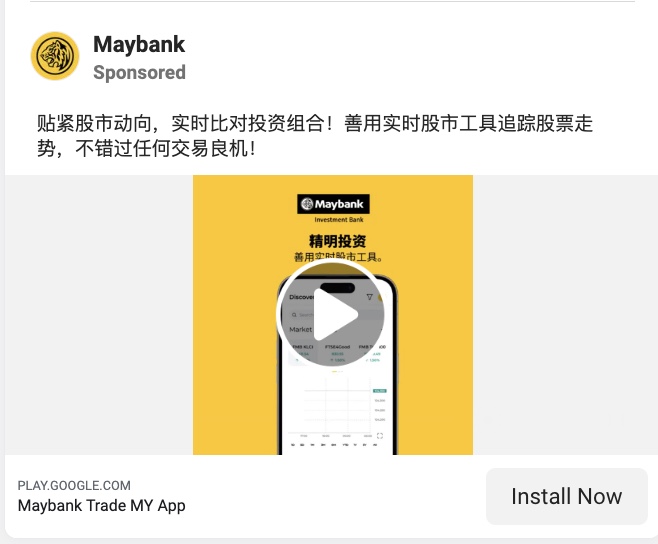 Maybank
Sponsored
贴紧股市动向，实时比对投资组合！善用实时股市工具追踪股票走
势，不错过任何交易良机！
Maybank
Investment Bank
精明投资
善用实时股市工具。
Discover
Market
PLAY.GOOGLE.COM
Maybank Trade MY App
Install Now